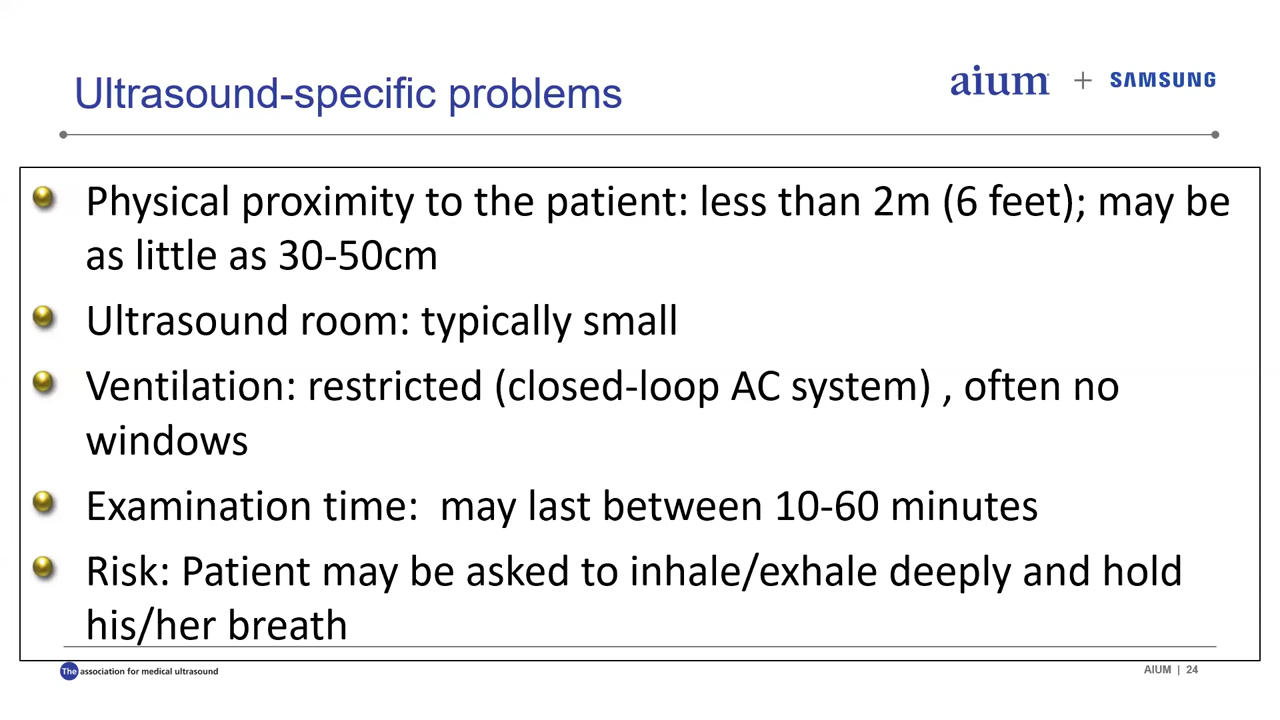 Ultrasound-specific problems
aium + SAMSUNG
Physical proximity to the patient: less than 2m (6 feet); may be
as little as 30-50cm
Ultrasound room: typically small
Ventilation: restricted (closed-loop AC system) , often no
windows
Examination time:  may last between 10-60 minutes
Risk: Patient may be asked to inhale/exhale deeply and hold
his/her breath
The association for medical ultrasound
AIUM | 24